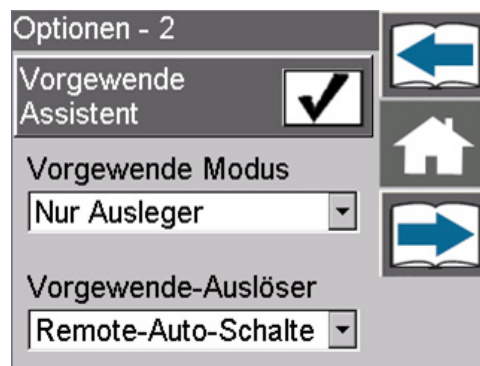 Optionen - 2
Vorgewende
Assistent
Vorgewende Modus
Nur Ausleger
Vorgewende-Auslöser
Remote-Auto-Schalte